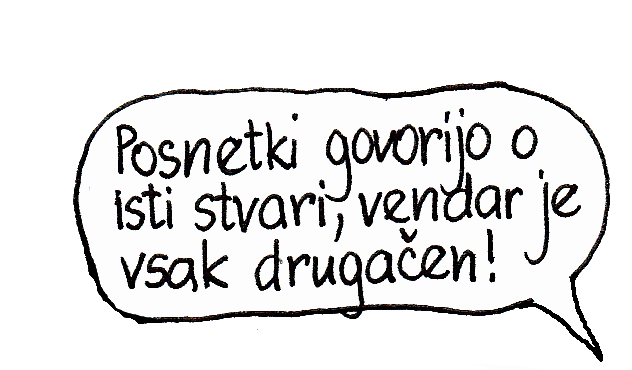 Posnetki govorijo o
isti stvari, vendar je
vsak drugačen!